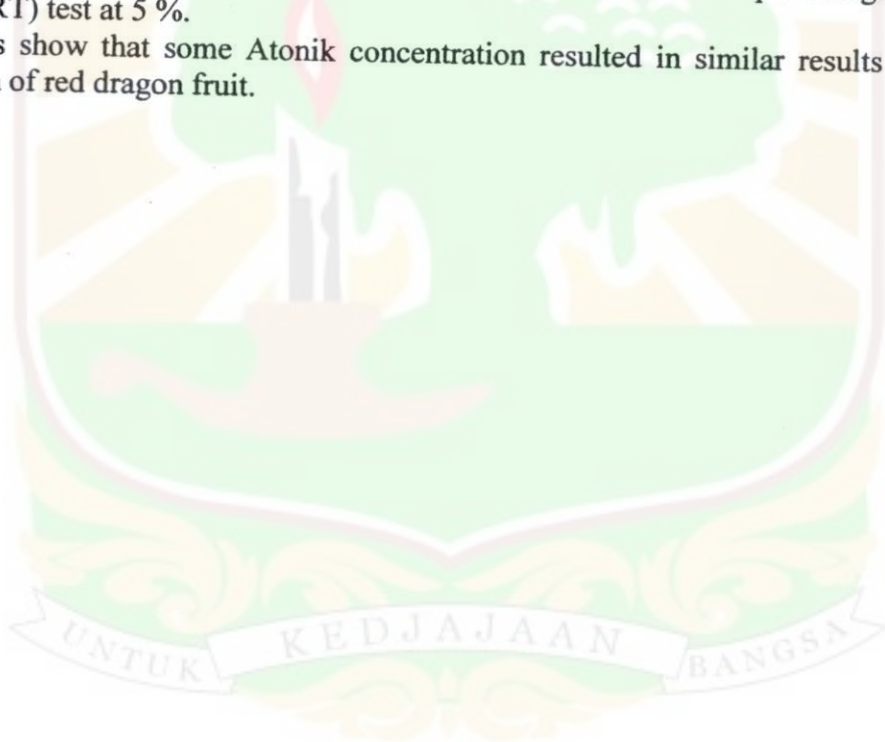 test at 5 %.
show that some Atonik concentration resulted in similar results
of red dragon fruit.
UNTUK KEDJAJAAN BANGSA